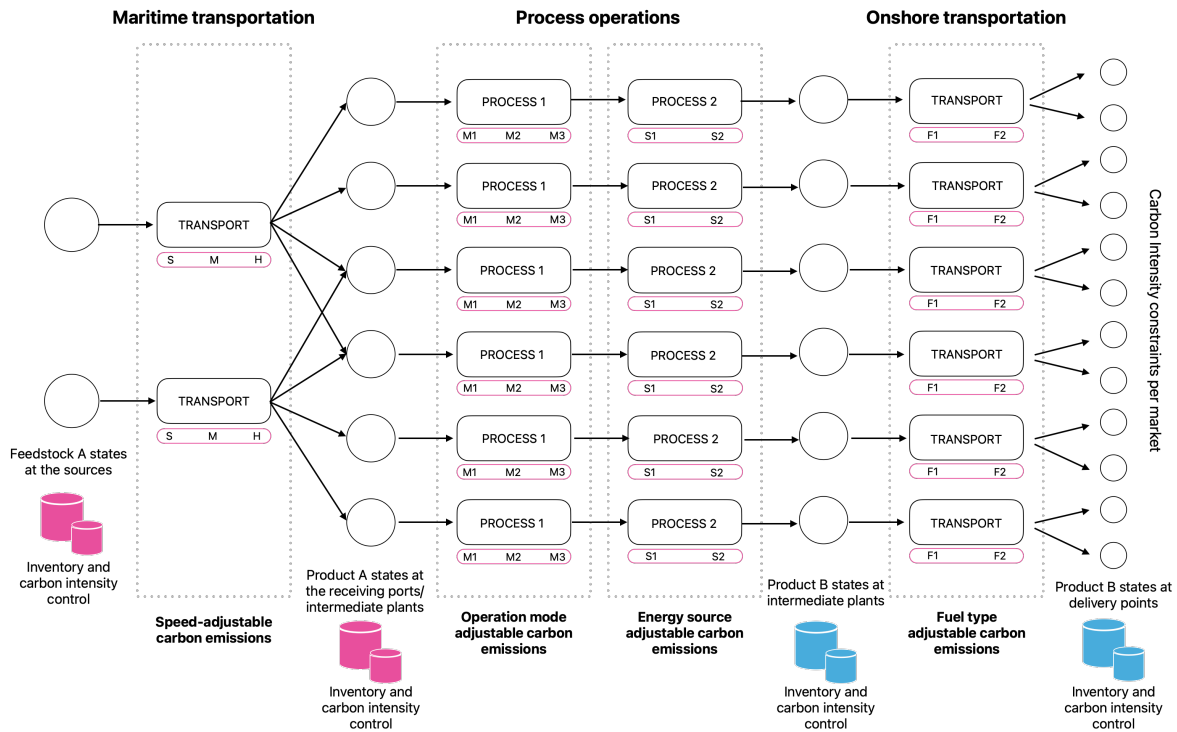 Maritime transportation
Process operations
Onshore transportation
PROCESS 1
PROCESS 2
TRANSPORT
M1 M2 M3
S1 S2
F1 F2
PROCESS 1
PROCESS 2
TRANSPORT
M1 M2 M3
S1 S2
F1 F2
TRANSPORT
S M H
PROCESS 1
PROCESS 2
TRANSPORT
M1 M2 M3
S1 S2
F1 F2
PROCESS 1
PROCESS 2
TRANSPORT
M1 M2 M3
S1 S2
F1 F2
TRANSPORT
S M H
PROCESS 1
PROCESS 2
TRANSPORT
M1 M2 M3
S1 S2
F1 F2
PROCESS 1
PROCESS 2
TRANSPORT
M1 M2 M3
S1 S2
F1 F2
Carbon Intensity constraints per market
Feedstock A states
at the sources
Inventory and
carbon intensity
control
Speed-adjustable
carbon emissions
Product A states at
the receiving ports/
intermediate plants
Inventory and
carbon intensity
control
Operation mode
adjustable carbon
emissions
Energy source
adjustable carbon
emissions
Product B states at
intermediate plants
Inventory and
carbon intensity
control
Fuel type
adjustable carbon
emissions
Product B states at
delivery points
Inventory and
carbon intensity
control